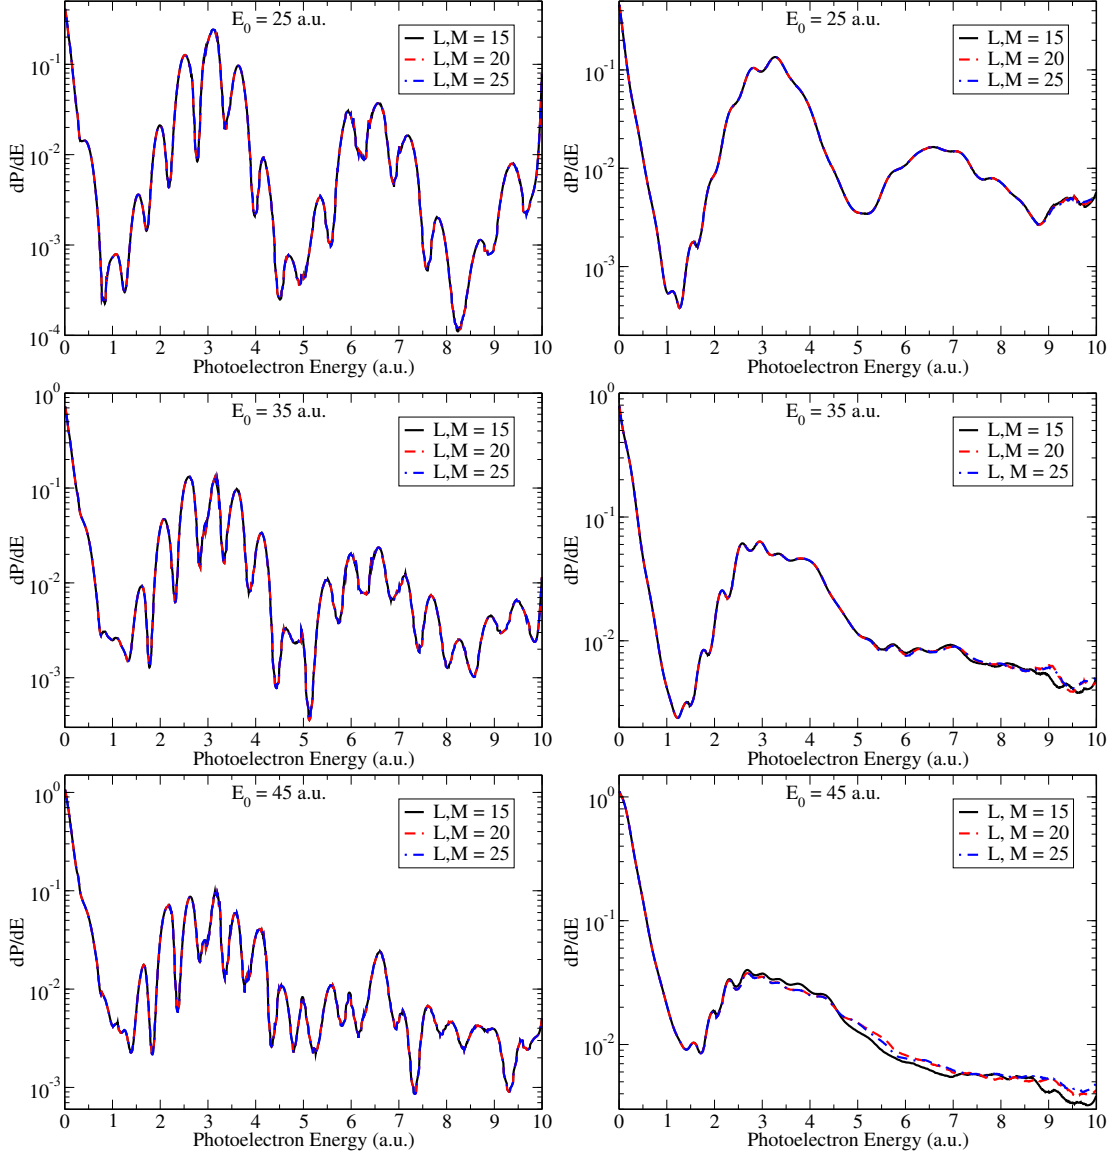 E₀ = 25 a.u.
L,M = 15
L,M = 20
L,M = 25
10⁻¹
10⁻²
10⁻³
10⁻⁴
dP/dE
0 1 2 3 4 5 6 7 8 9 10
Photoelectron Energy (a.u.)
E₀ = 25 a.u.
L,M = 15
L,M = 20
L,M = 25
10⁻¹
10⁻²
10⁻³
dP/dE
0 1 2 3 4 5 6 7 8 9 10
Photoelectron Energy (a.u.)
E₀ = 35 a.u.
L,M = 15
L,M = 20
L,M = 25
10⁰
10⁻¹
10⁻²
10⁻³
dP/dE
0 1 2 3 4 5 6 7 8 9 10
Photoelectron Energy (a.u.)
E₀ = 35 a.u.
L,M = 15
L,M = 20
L, M = 25
10⁰
10⁻¹
10⁻²
dP/dE
0 1 2 3 4 5 6 7 8 9 10
Photoelectron Energy (a.u.)
E₀ = 45 a.u.
L,M = 15
L,M = 20
L,M = 25
10⁰
10⁻¹
10⁻²
10⁻³
dP/dE
0 1 2 3 4 5 6 7 8 9 10
Photoelectron Energy (a.u.)
E₀ = 45 a.u.
L, M = 15
L, M = 20
L, M = 25
10⁰
10⁻¹
10⁻²
dP/dE
0 1 2 3 4 5 6 7 8 9 10
Photoelectron Energy (a.u.)